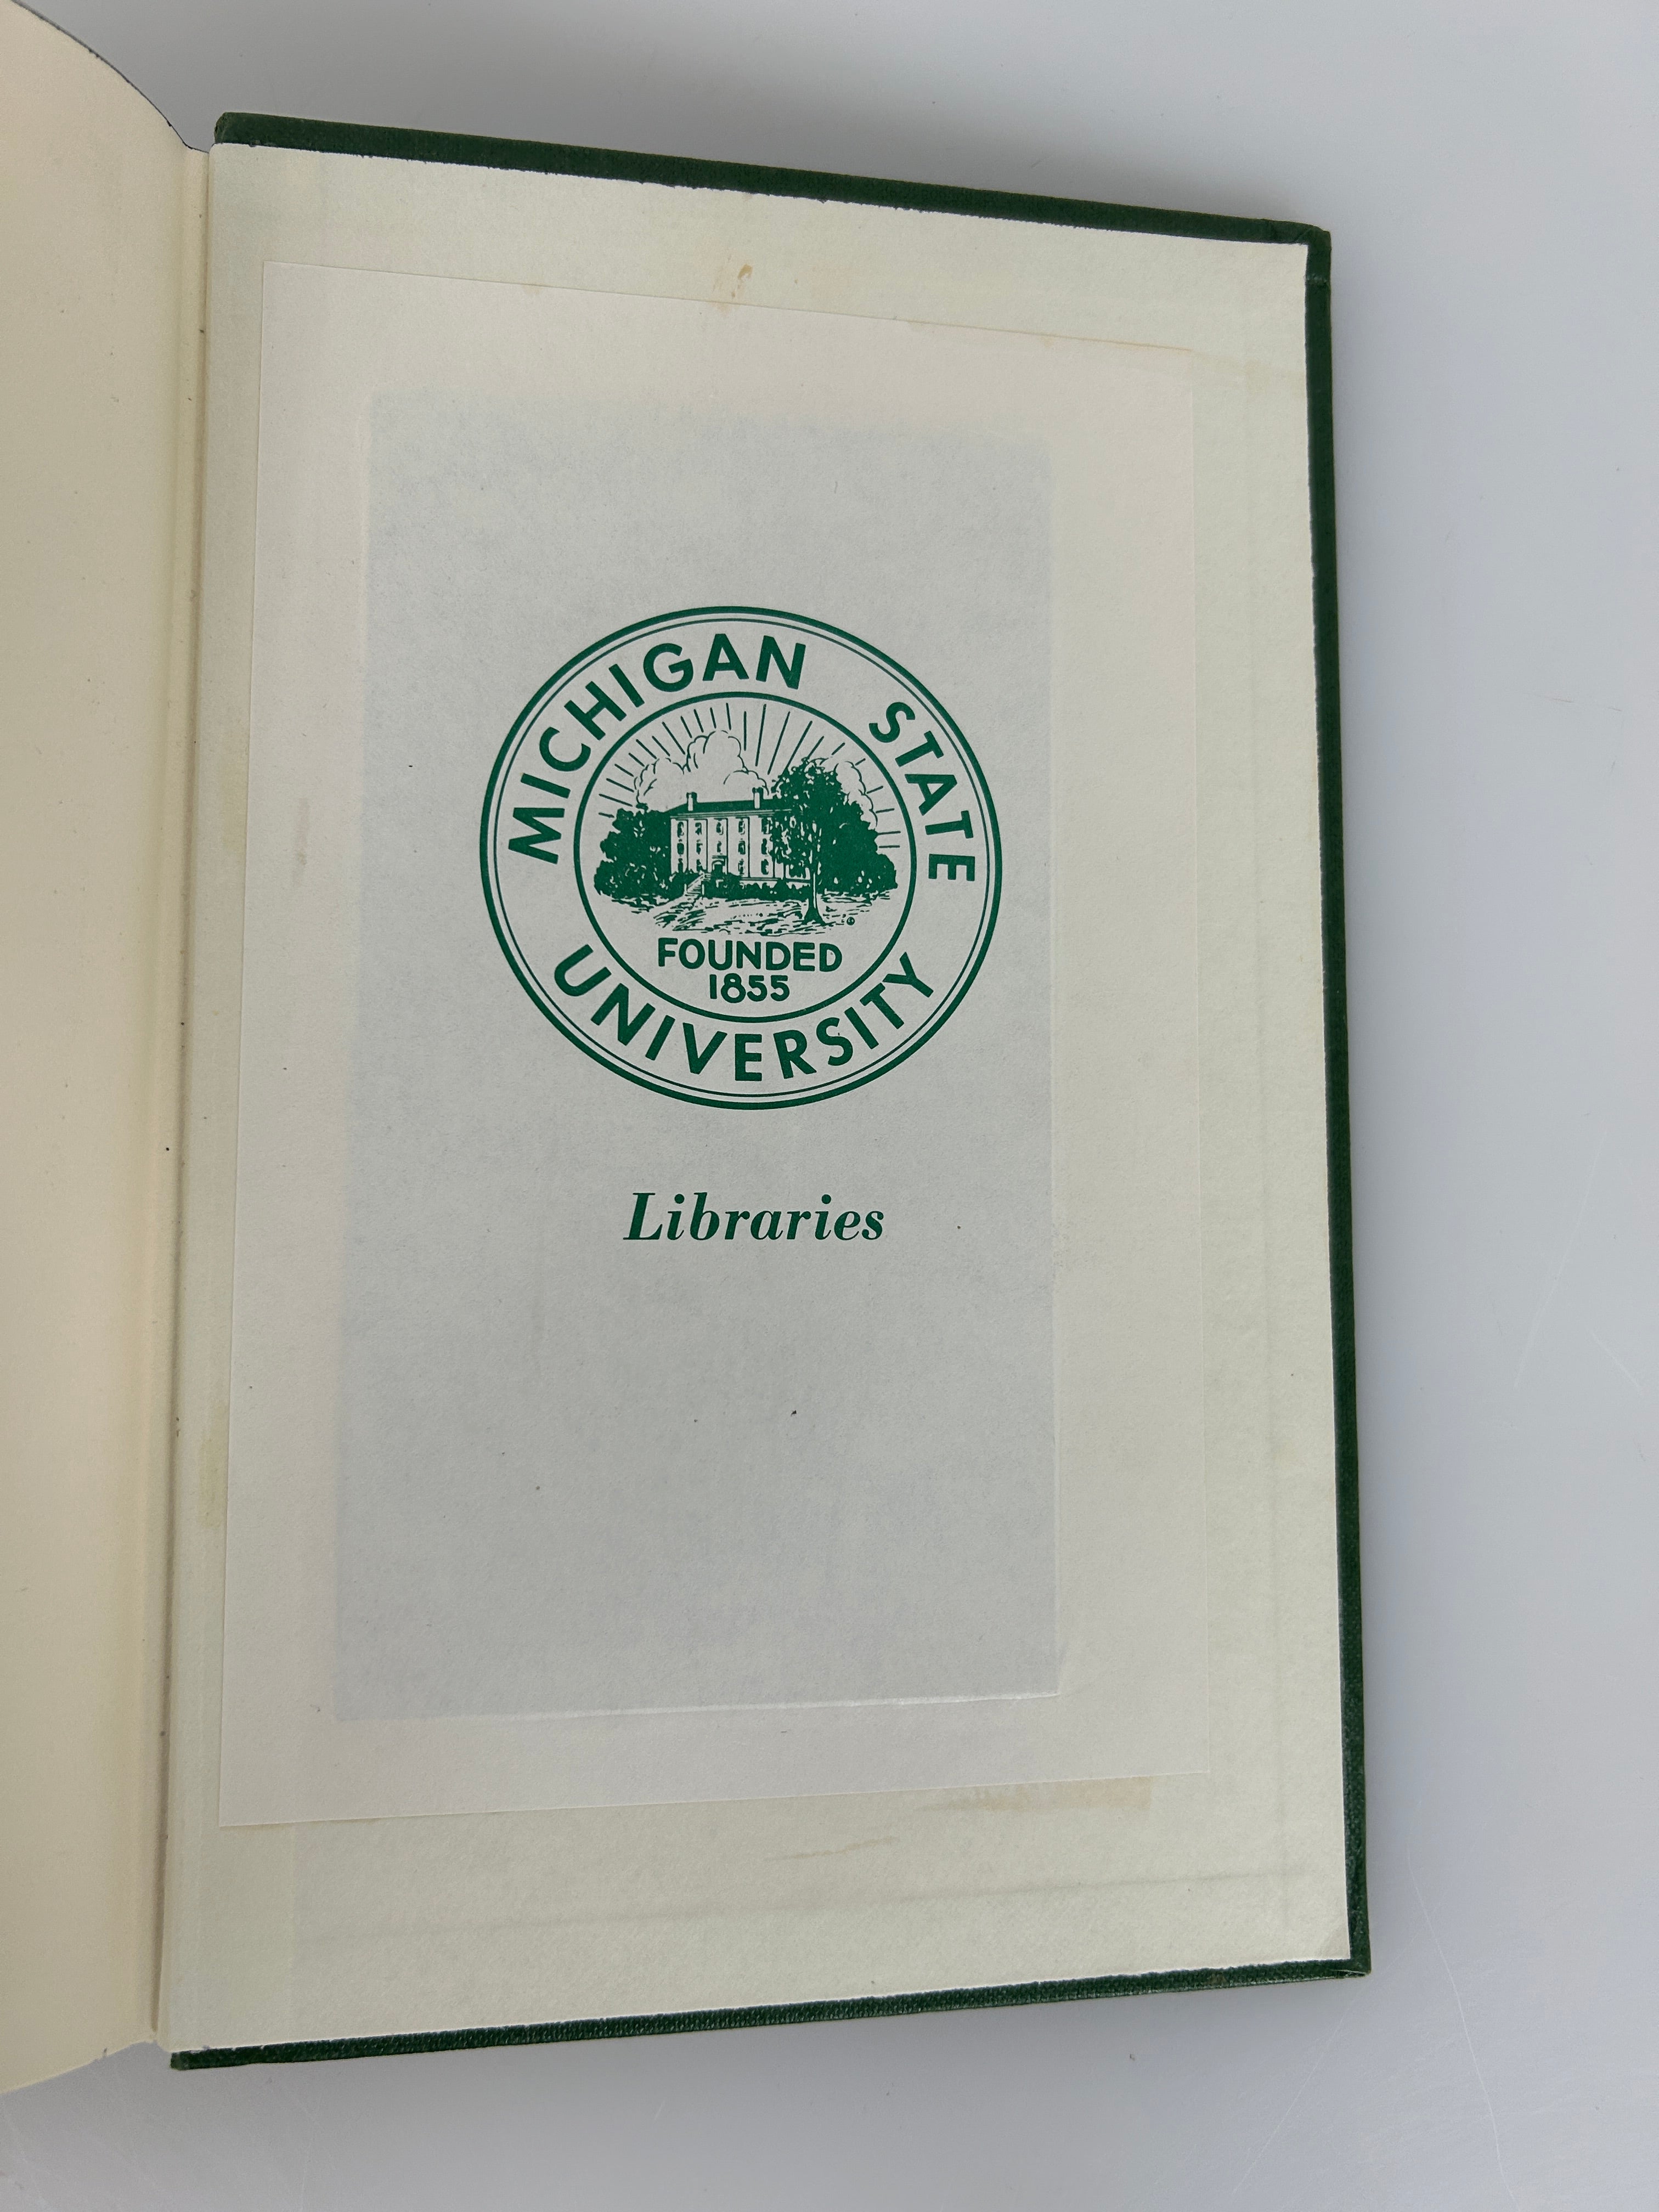 MICHIGAN STATE
UNIVERSITY
FOUNDED
1855
Libraries